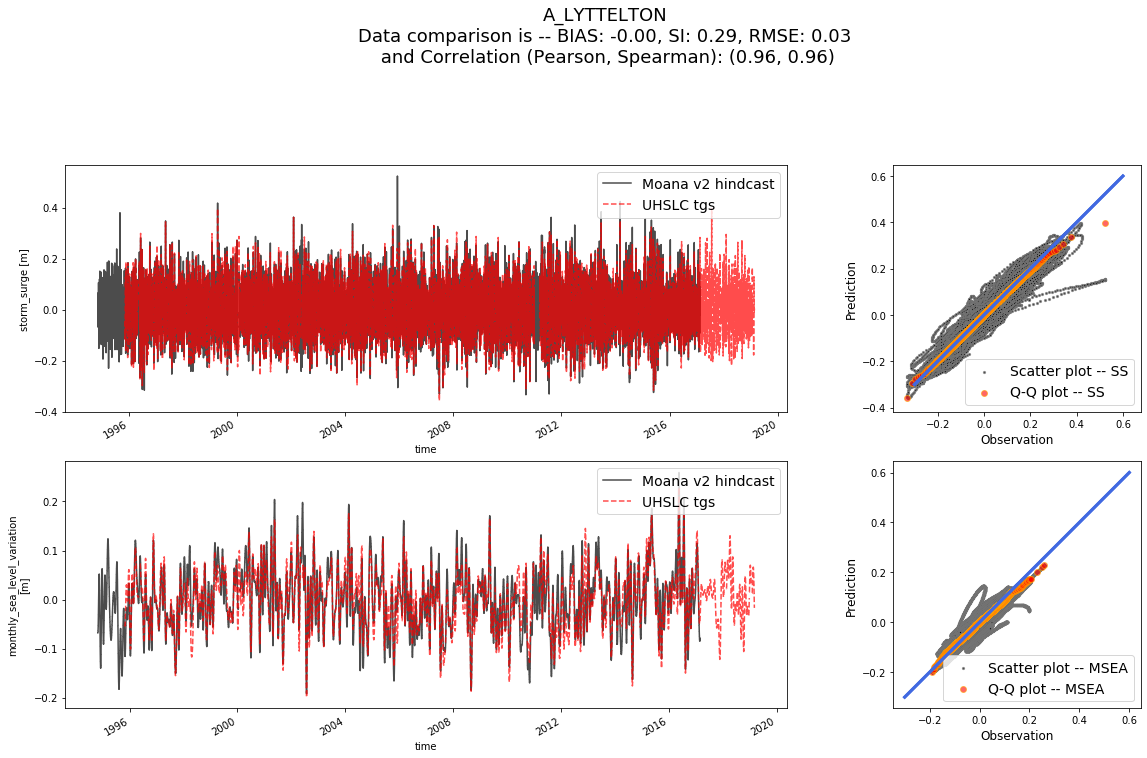 A_LYTTELTON
Data comparison is -- BIAS: -0.00, SI: 0.29, RMSE: 0.03
and Correlation (Pearson, Spearman): (0.96, 0.96)
storm_surge [m]
0.4
0.2
0.0
−0.2
−0.4
Moana v2 hindcast
UHSLC tgs
1996
2000
2004
2008
2012
2016
2020
time
Prediction
0.6
0.4
0.2
0.0
−0.2
−0.4
Scatter plot -- SS
Q-Q plot -- SS
−0.2
0.0
0.2
0.4
0.6
Observation
monthly_sea_level_variation
[m]
0.2
0.1
0.0
−0.1
−0.2
Moana v2 hindcast
UHSLC tgs
1996
2000
2004
2008
2012
2016
2020
time
Prediction
0.6
0.4
0.2
0.0
−0.2
Scatter plot -- MSEA
Q-Q plot -- MSEA
−0.2
0.0
0.2
0.4
0.6
Observation